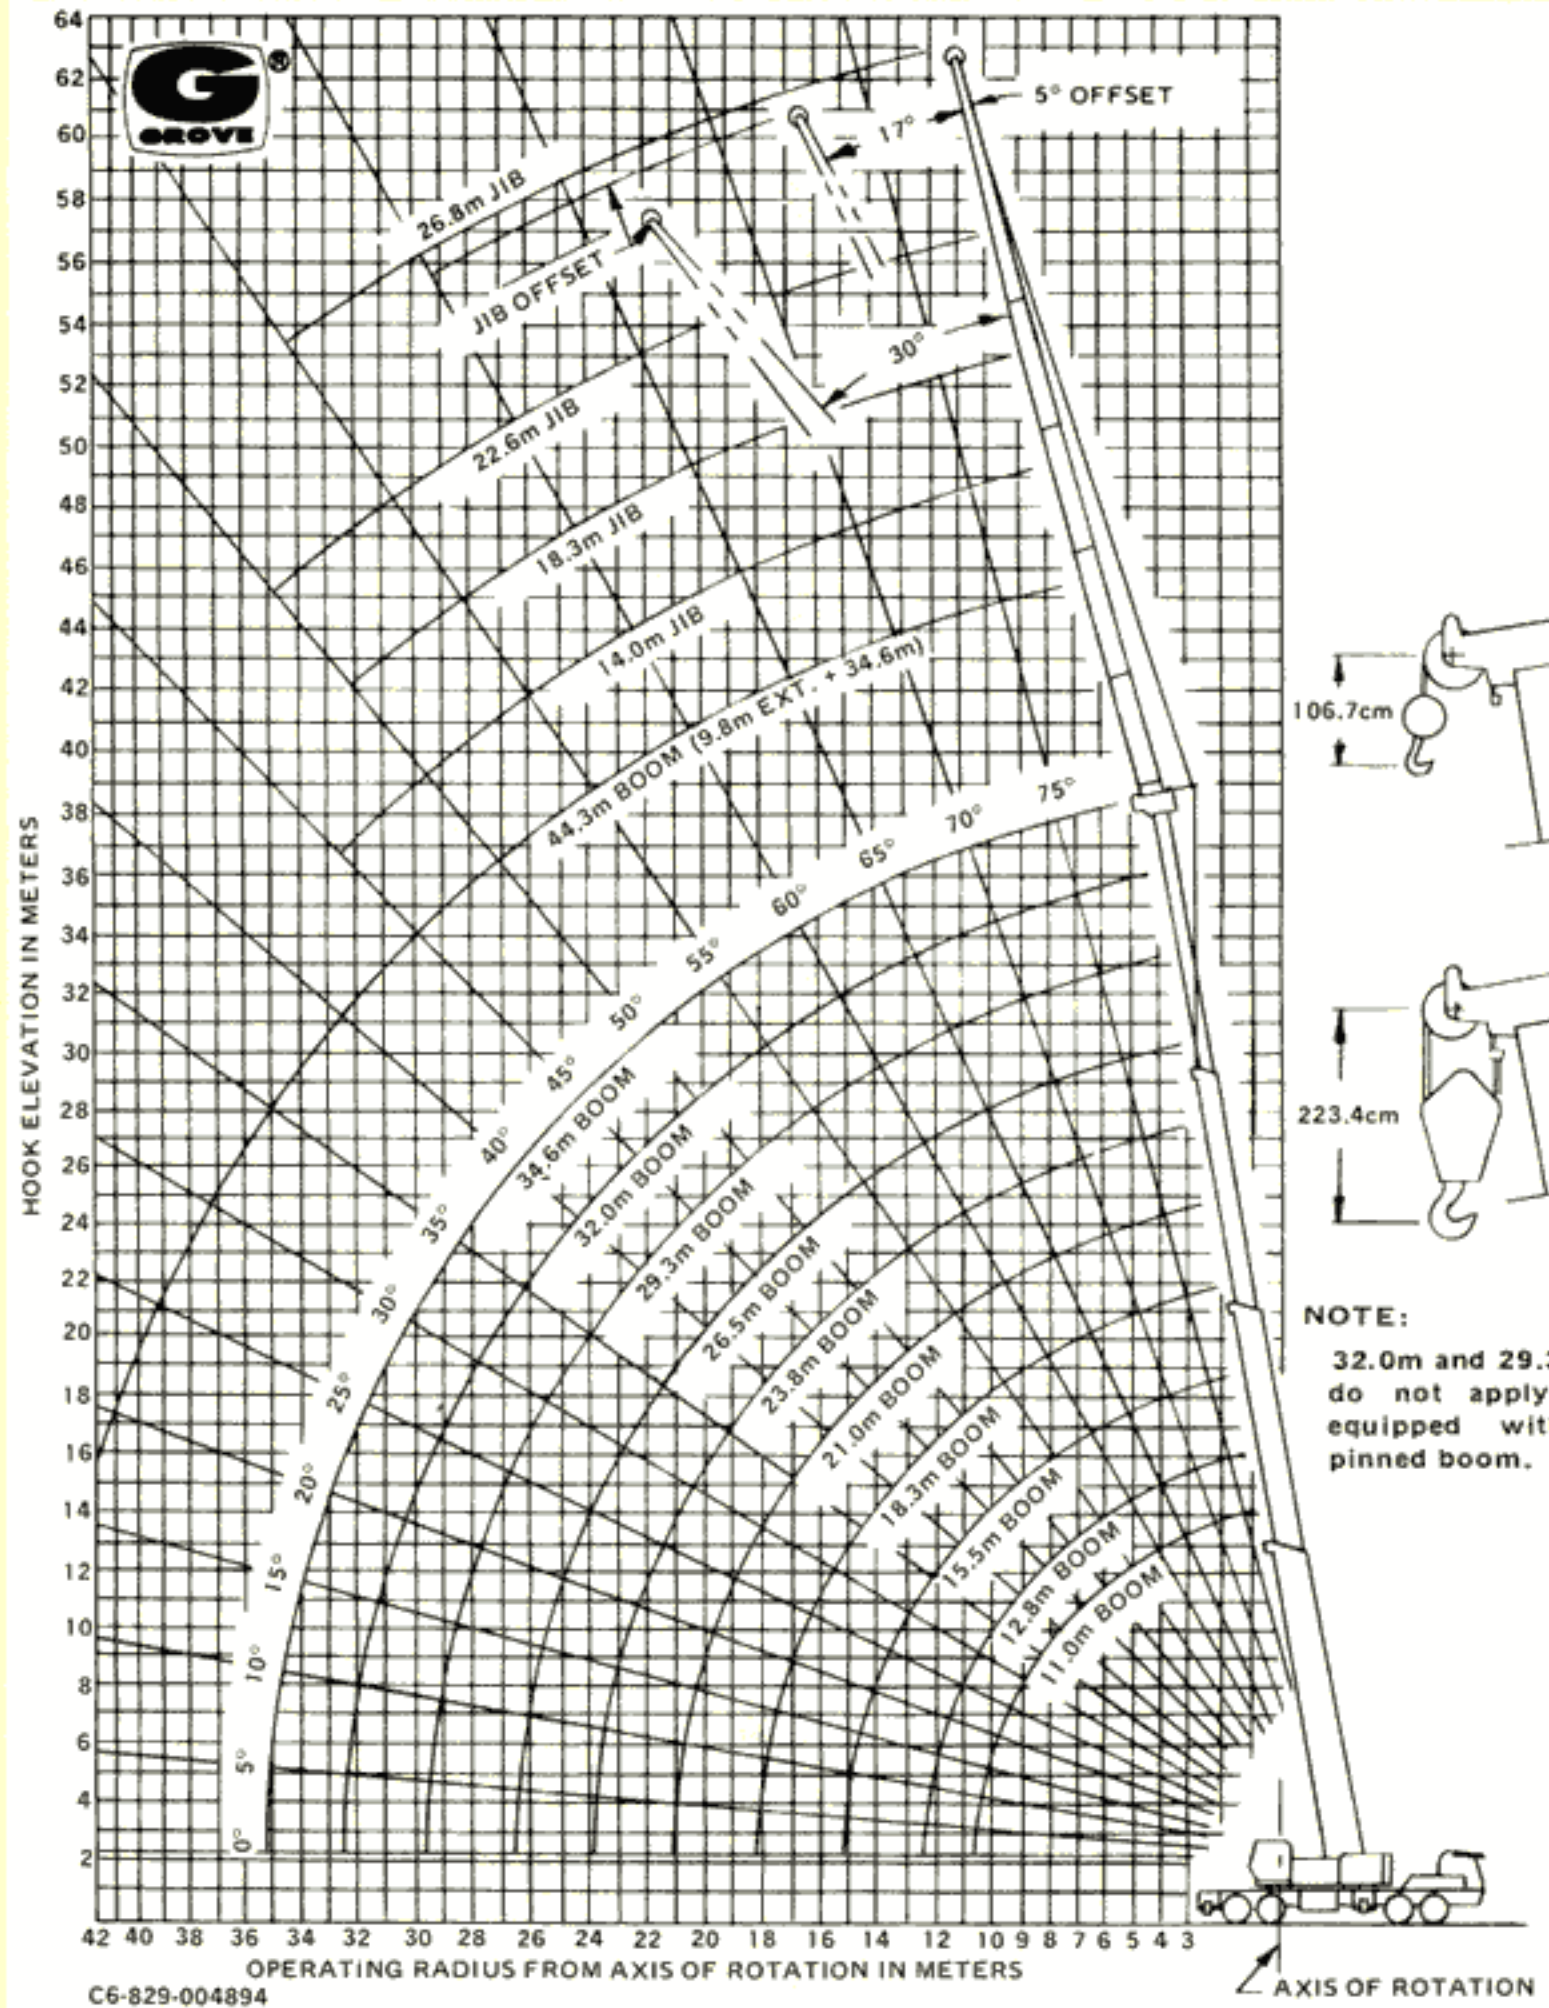 64
62
60
58
56
54
52
50
48
46
44
42
40
38
36
34
32
30
28
26
24
22
20
18
16
14
12
10
8
6
4
2
HOOK ELEVATION IN METERS
G ®
GROVE
5° OFFSET
17°
30°
26.8m JIB
JIB OFFSET
22.6m JIB
18.3m JIB
14.0m JIB
44.3m BOOM (9.8m EXT. + 34.6m)
75°
70°
65°
60°
55°
50°
45°
40°
35°
30°
25°
20°
15°
10°
5°
0°
34.6m BOOM
32.0m BOOM
29.3m BOOM
26.5m BOOM
23.8m BOOM
21.0m BOOM
18.3m BOOM
15.5m BOOM
12.8m BOOM
11.0m BOOM
106.7cm
223.4cm
NOTE:
32.0m and 29.3
do not apply
equipped wit
pinned boom.
42 40 38 36 34 32 30 28 26 24 22 20 18 16 14 12 10 9 8 7 6 5 4 3
OPERATING RADIUS FROM AXIS OF ROTATION IN METERS
AXIS OF ROTATION
C6-829-004894